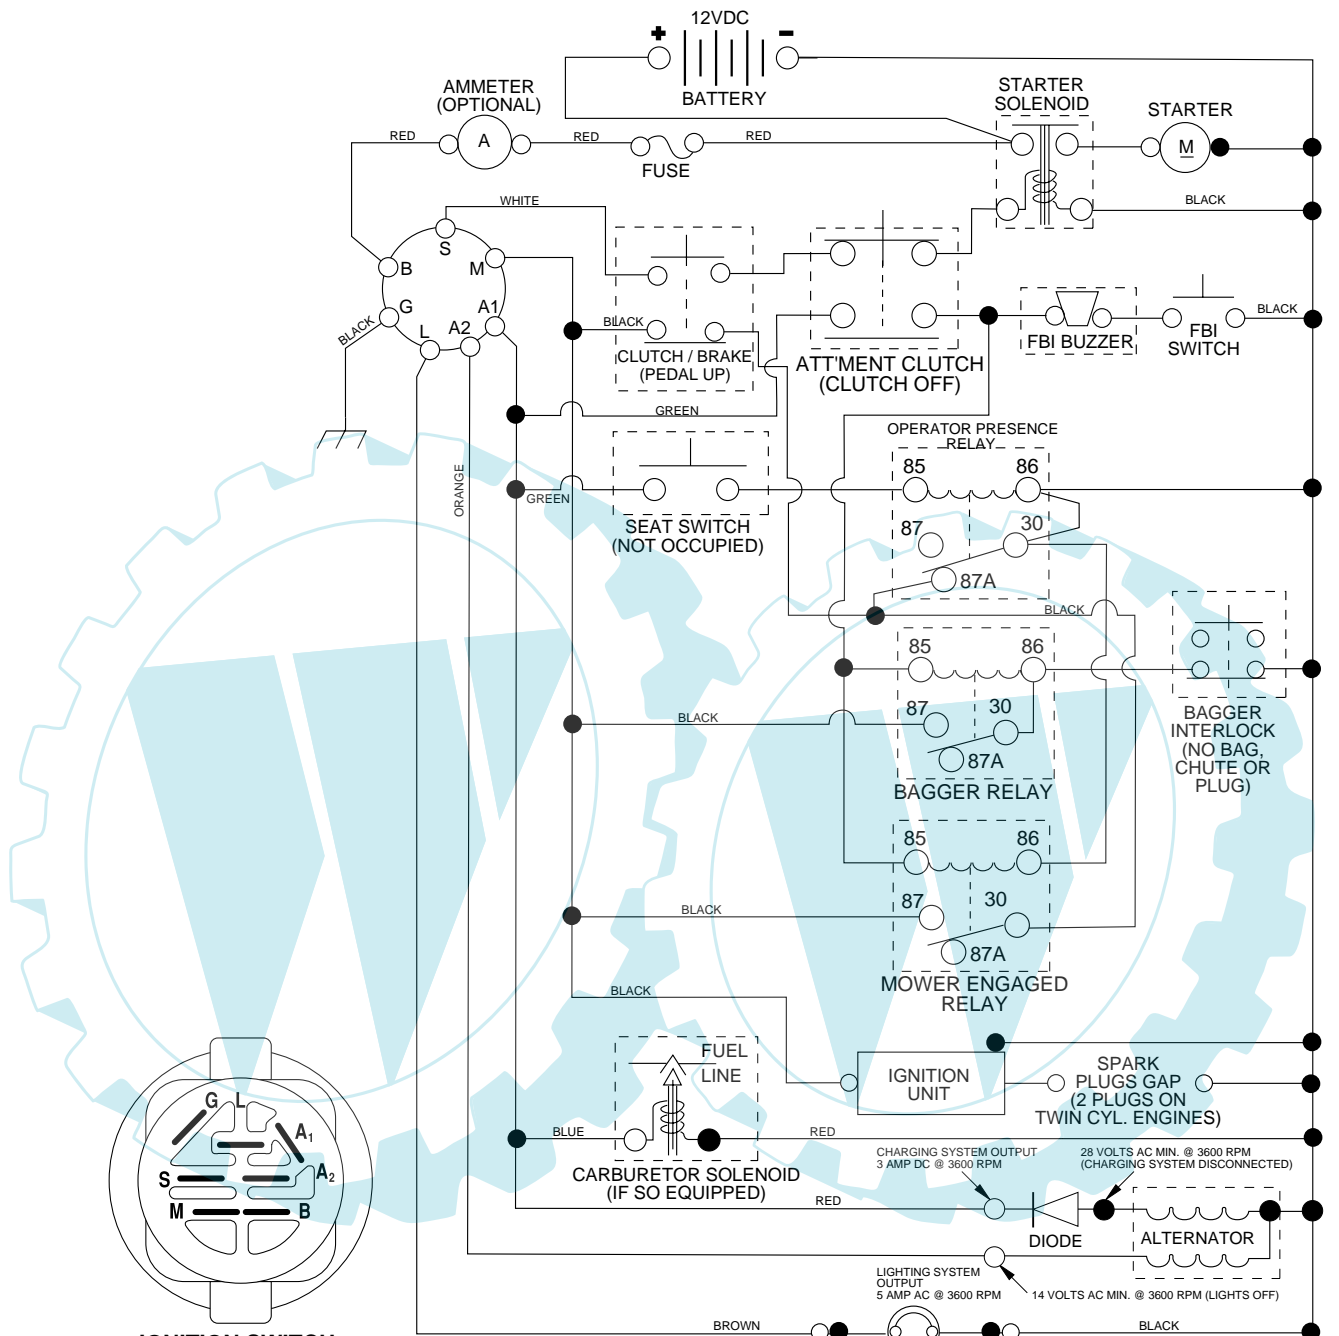 12VDC
+
-
BATTERY
AMMETER
(OPTIONAL)
STARTER
SOLENOID
STARTER
RED
A
RED
FUSE
RED
M
WHITE
BLACK
S
B
M
G
A1
L
A2
BLACK
BLACK
CLUTCH / BRAKE
(PEDAL UP)
ATT'MENT CLUTCH
(CLUTCH OFF)
FBI BUZZER
FBI
SWITCH
BLACK
GREEN
OPERATOR PRESENCE
RELAY
85
86
ORANGE
GREEN
SEAT SWITCH
(NOT OCCUPIED)
87
30
87A
BLACK
85
86
BLACK
87
30
87A
BAGGER RELAY
BAGGER
INTERLOCK
(NO BAG,
CHUTE OR
PLUG)
85
86
BLACK
87
30
87A
MOWER ENGAGED
RELAY
BLACK
FUEL
LINE
IGNITION
UNIT
SPARK
PLUGS GAP
(2 PLUGS ON
TWIN CYL. ENGINES)
BLUE
RED
CARBURETOR SOLENOID
(IF SO EQUIPPED)
CHARGING SYSTEM OUTPUT
3 AMP DC @ 3600 RPM
28 VOLTS AC MIN. @ 3600 RPM
(CHARGING SYSTEM DISCONNECTED)
RED
DIODE
ALTERNATOR
LIGHTING SYSTEM
OUTPUT
5 AMP AC @ 3600 RPM
14 VOLTS AC MIN. @ 3600 RPM (LIGHTS OFF)
G
L
A1
A2
S
M
B
IGNITION SWITCH
BROWN
BLACK